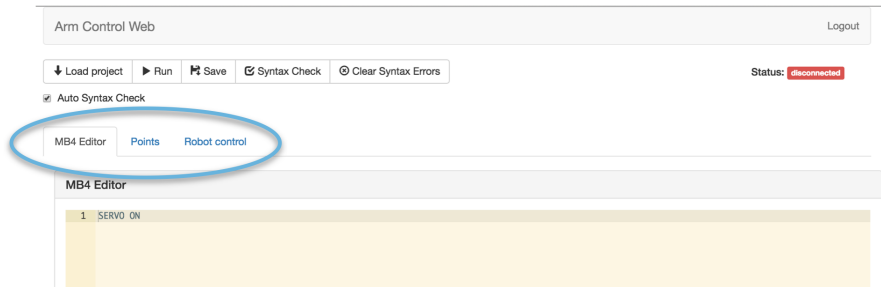 Arm Control Web Logout
Load project Run Save Syntax Check Clear Syntax Errors Status: disconnected
Auto Syntax Check
MB4 Editor Points Robot control
MB4 Editor
1 SERVO ON